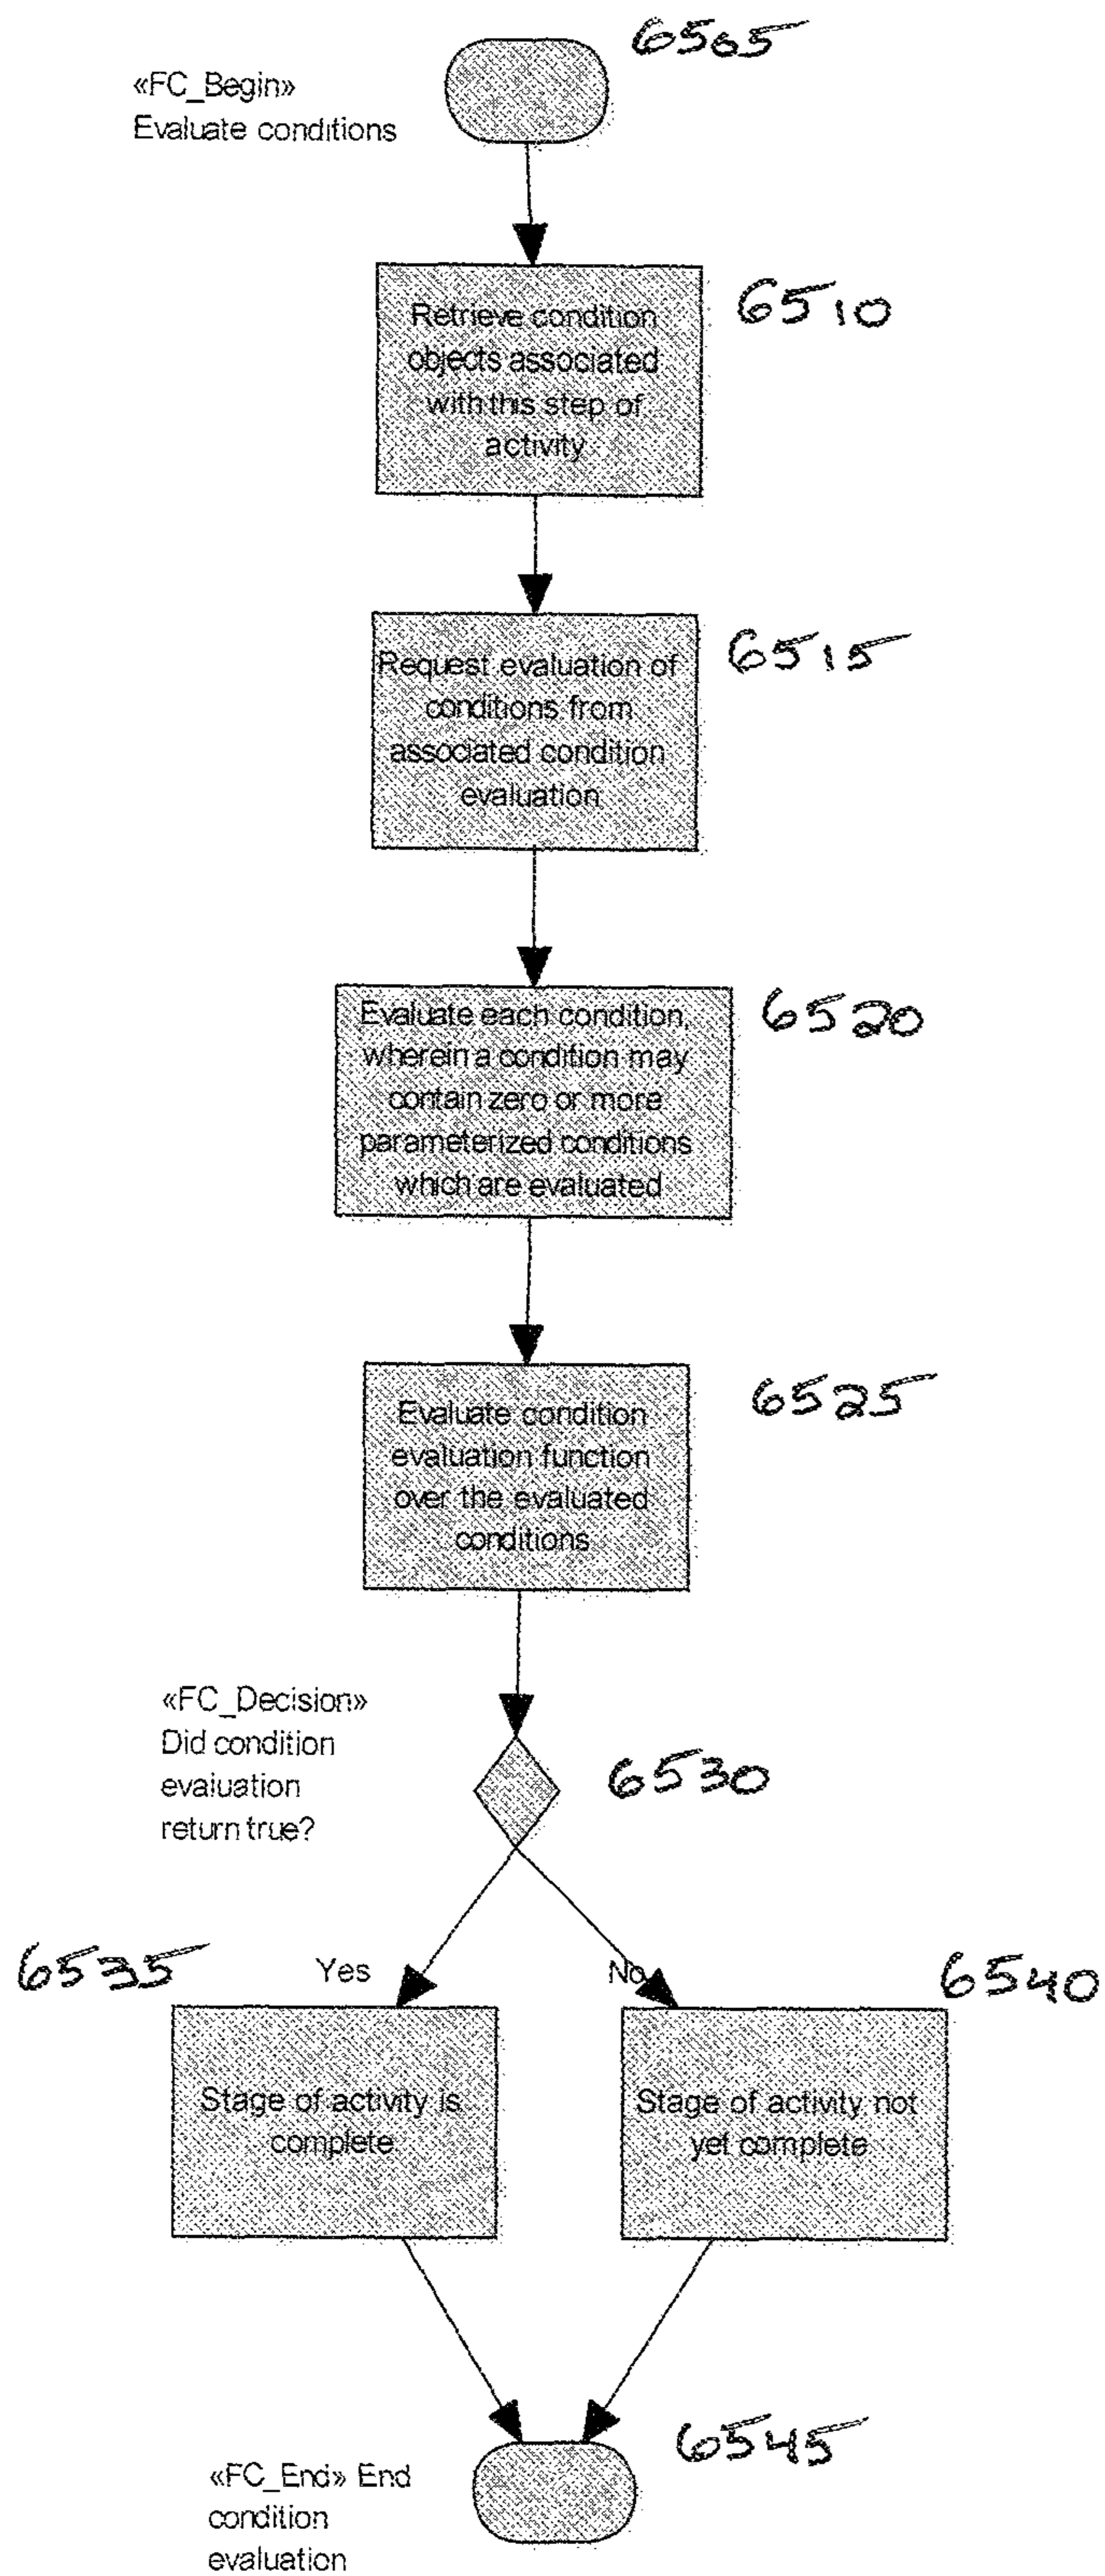 6505
«FC_Begin»
Evaluate conditions
6510
Retrieve condition
objects associated
with this step of
activity
6515
Request evaluation of
conditions from
associated condition
evaluation
6520
Evaluate each condition,
wherein a condition may
contain zero or more
parameterized conditions
which are evaluated
6525
Evaluate condition
evaluation function
over the evaluated
conditions
«FC_Decision»
Did condition
evaluation
return true?
6530
6535
Yes
No
6540
Stage of activity is
complete
Stage of activity not
yet complete
6545
«FC_End» End
condition
evaluation